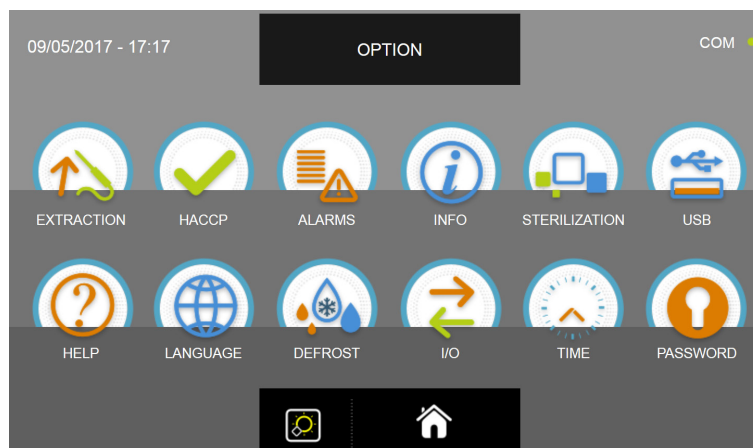 09/05/2017 - 17:17
OPTION
COM
EXTRACTION
HACCP
ALARMS
INFO
STERILIZATION
USB
HELP
LANGUAGE
DEFROST
I/O
TIME
PASSWORD